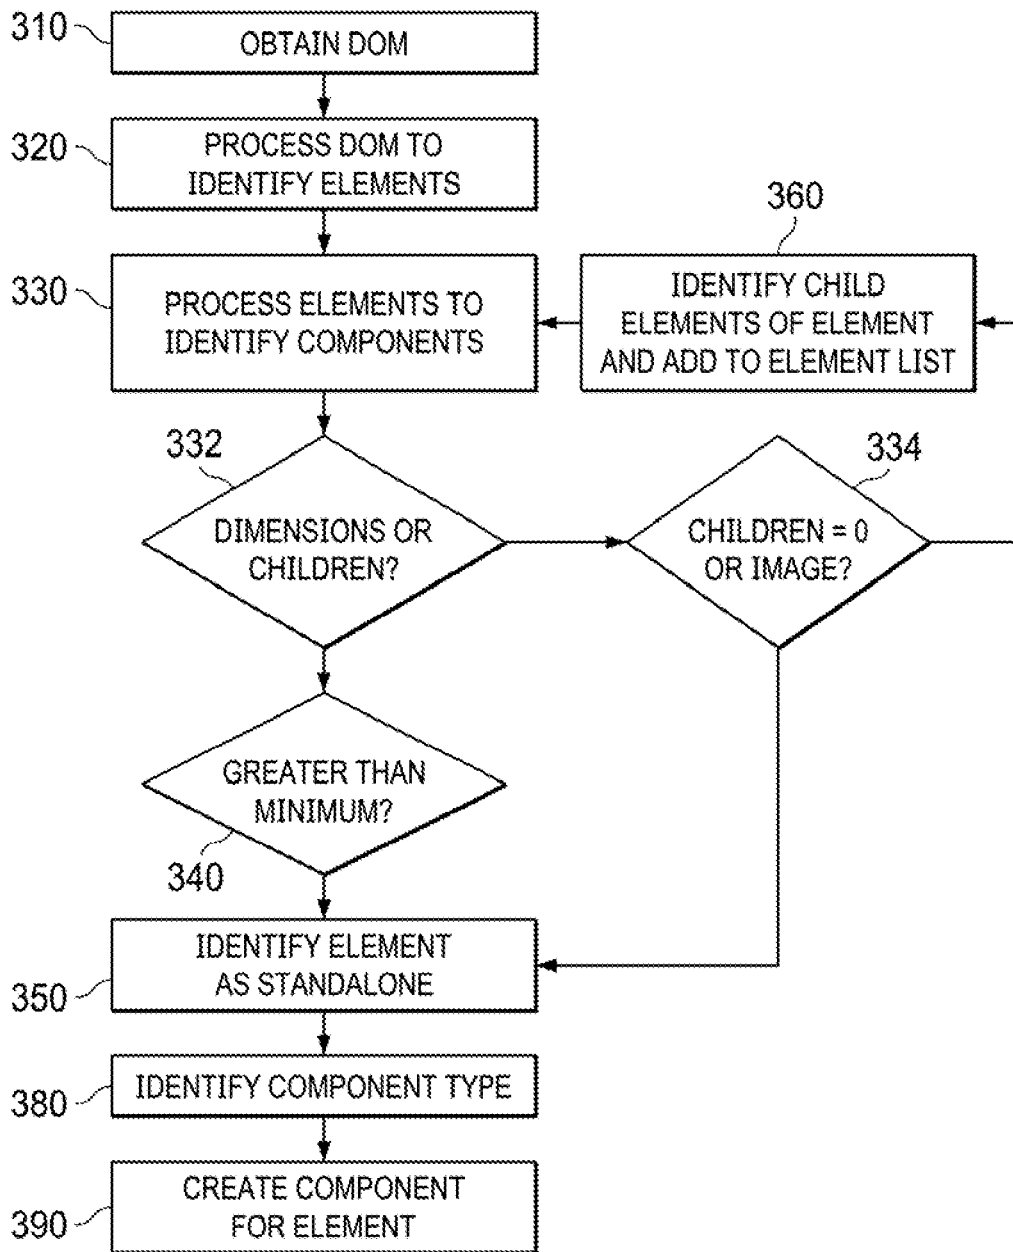 310
OBTAIN DOM
320
PROCESS DOM TO
IDENTIFY ELEMENTS
330
PROCESS ELEMENTS TO
IDENTIFY COMPONENTS
360
IDENTIFY CHILD
ELEMENTS OF ELEMENT
AND ADD TO ELEMENT LIST
332
DIMENSIONS OR
CHILDREN?
334
CHILDREN = 0
OR IMAGE?
GREATER THAN
MINIMUM?
340
350
IDENTIFY ELEMENT
AS STANDALONE
380
IDENTIFY COMPONENT TYPE
390
CREATE COMPONENT
FOR ELEMENT